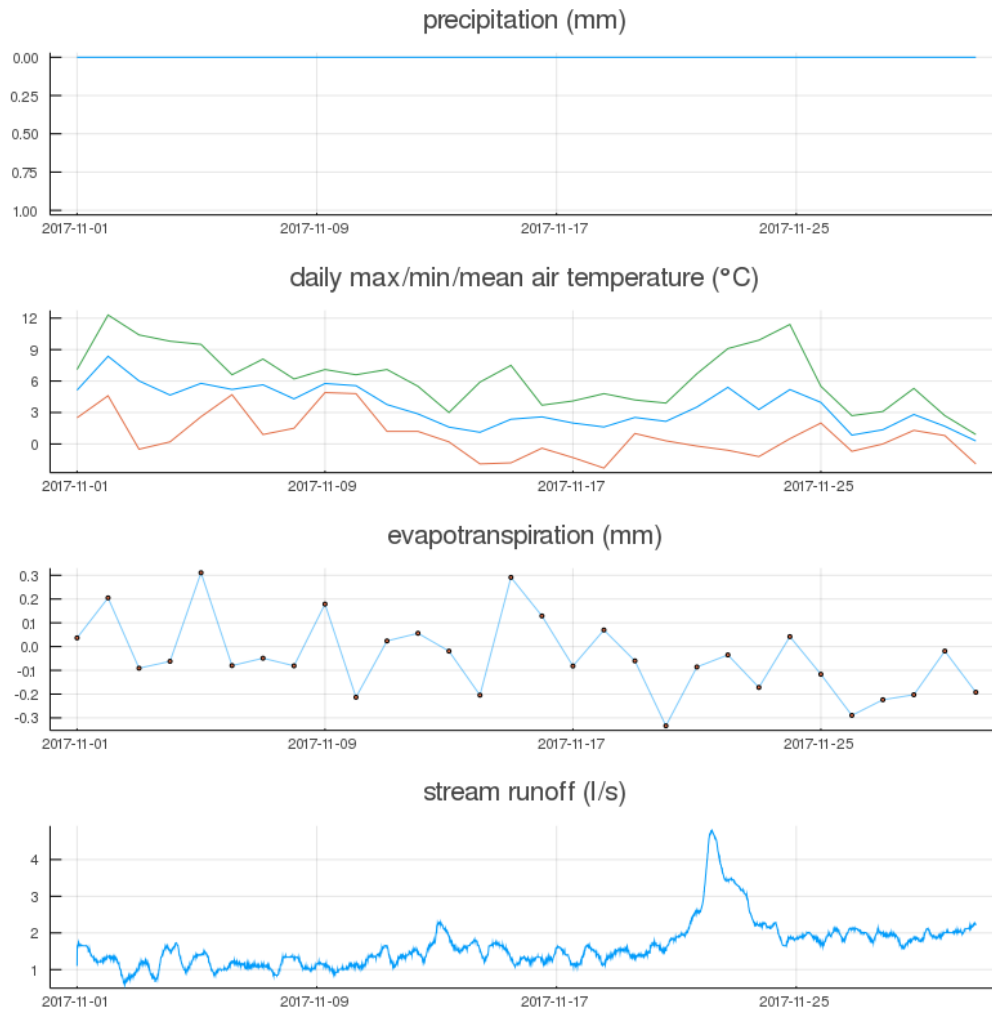 precipitation (mm)
0.00
0.25
0.50
0.75
1.00
2017-11-01 2017-11-09 2017-11-17 2017-11-25
daily max/min/mean air temperature (°C)
12
9
6
3
0
2017-11-01 2017-11-09 2017-11-17 2017-11-25
evapotranspiration (mm)
0.3
0.2
0.1
0.0
-0.1
-0.2
-0.3
2017-11-01 2017-11-09 2017-11-17 2017-11-25
stream runoff (l/s)
4
3
2
1
2017-11-01 2017-11-09 2017-11-17 2017-11-25